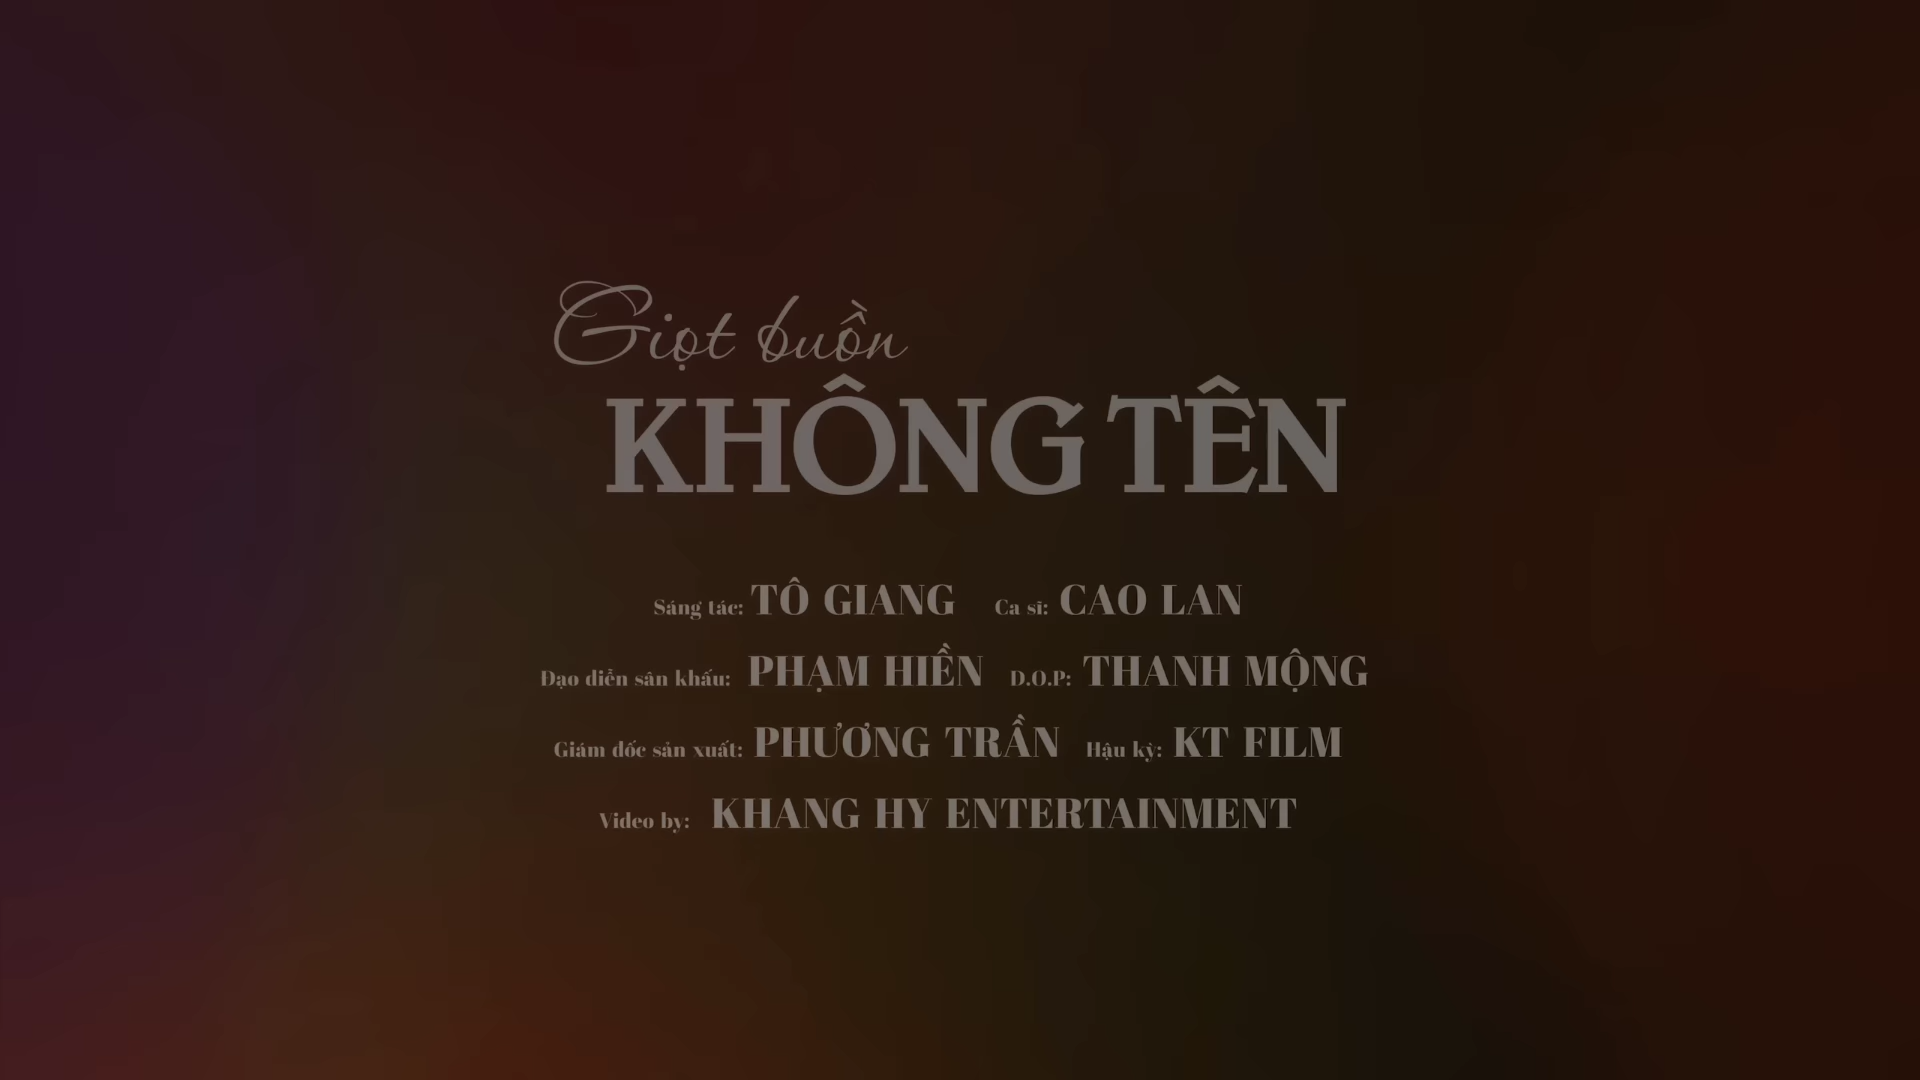 Giọt buồn
KHÔNG TÊN
Sáng tác: TÔ GIANG Ca sĩ: CAO LAN
Đạo diễn sân khấu: PHẠM HIỀN D.O.P: THANH MỘNG
Giám đốc sản xuất: PHƯƠNG TRẦN Hậu kỳ: KT FILM
Video by: KHANG HY ENTERTAINMENT